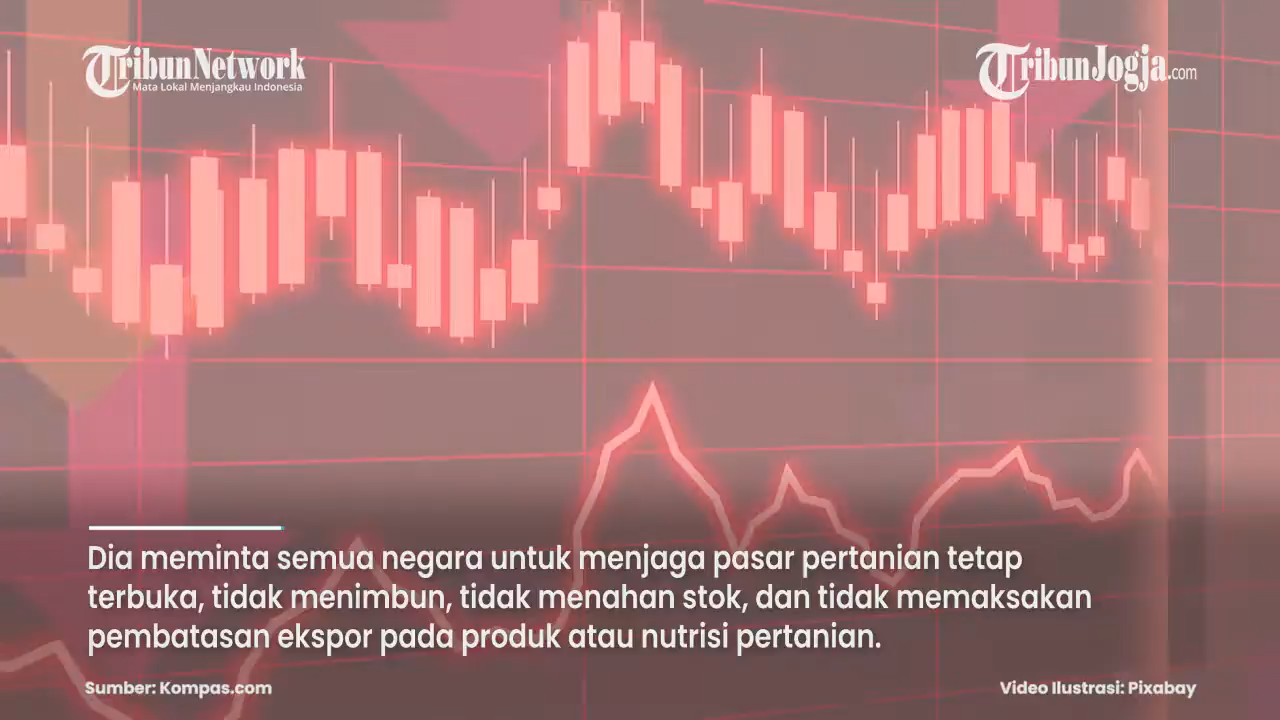 TribunNetwork
Mata Lokal Menjangkau Indonesia
TribunJogja.com
Dia meminta semua negara untuk menjaga pasar pertanian tetap
terbuka, tidak menimbun, tidak menahan stok, dan tidak memaksakan
pembatasan ekspor pada produk atau nutrisi pertanian.
Sumber: Kompas.com
Video Ilustrasi: Pixabay